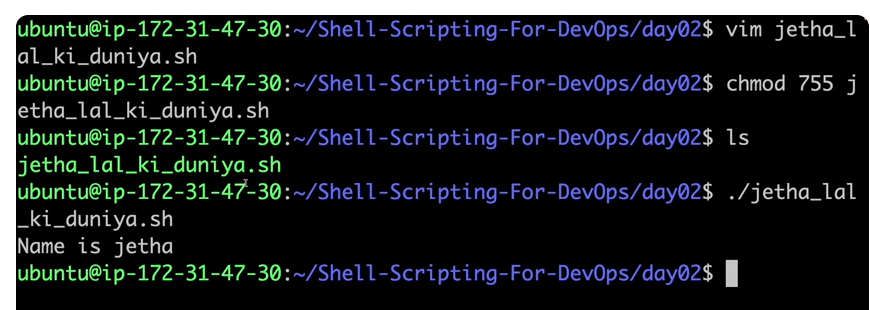 ubuntu@ip-172-31-47-30:~/Shell-Scripting-For-DevOps/day02$ vim jetha_l
al_ki_duniya.sh
ubuntu@ip-172-31-47-30:~/Shell-Scripting-For-DevOps/day02$ chmod 755 j
etha_lal_ki_duniya.sh
ubuntu@ip-172-31-47-30:~/Shell-Scripting-For-DevOps/day02$ ls
jetha_lal_ki_duniya.sh
ubuntu@ip-172-31-47-30:~/Shell-Scripting-For-DevOps/day02$ ./jetha_lal
_ki_duniya.sh
Name is jetha
ubuntu@ip-172-31-47-30:~/Shell-Scripting-For-DevOps/day02$